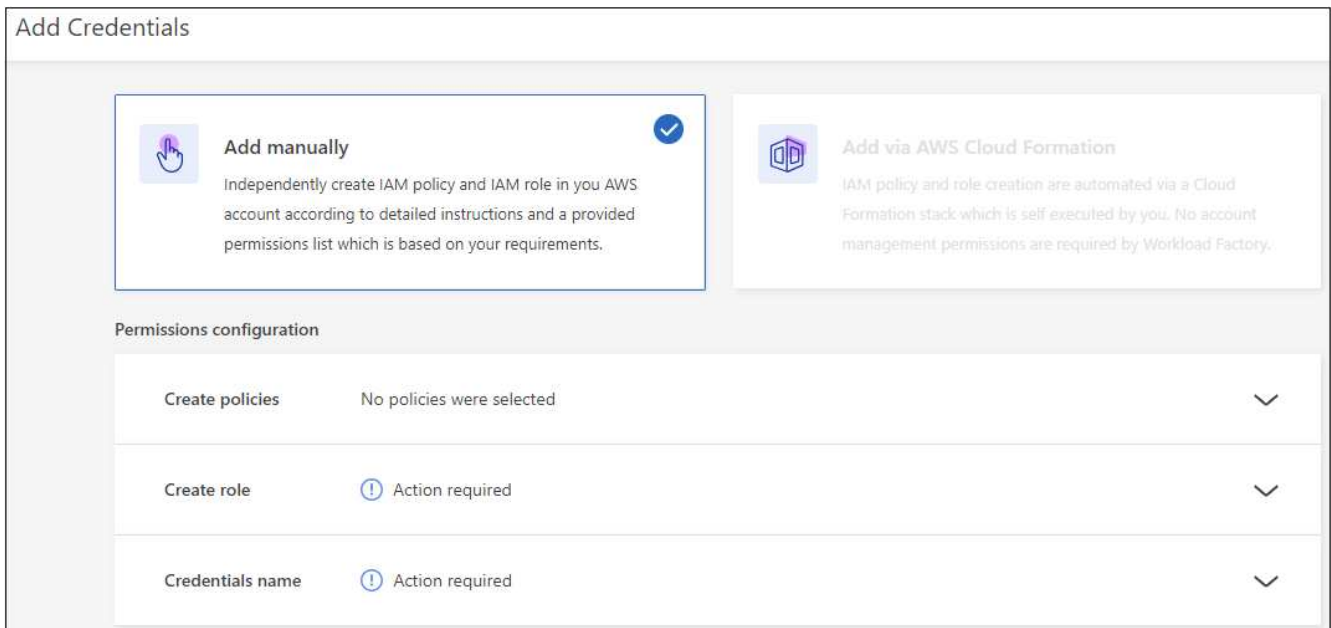 Add Credentials
Add manually
Independently create IAM policy and IAM role in you AWS
account according to detailed instructions and a provided
permissions list which is based on your requirements.
Add via AWS Cloud Formation
IAM policy and role creation are automated via a Cloud
Formation stack which is self executed by you. No account
management permissions are required by Workload Factory.
Permissions configuration
Create policies No policies were selected
Create role Action required
Credentials name Action required